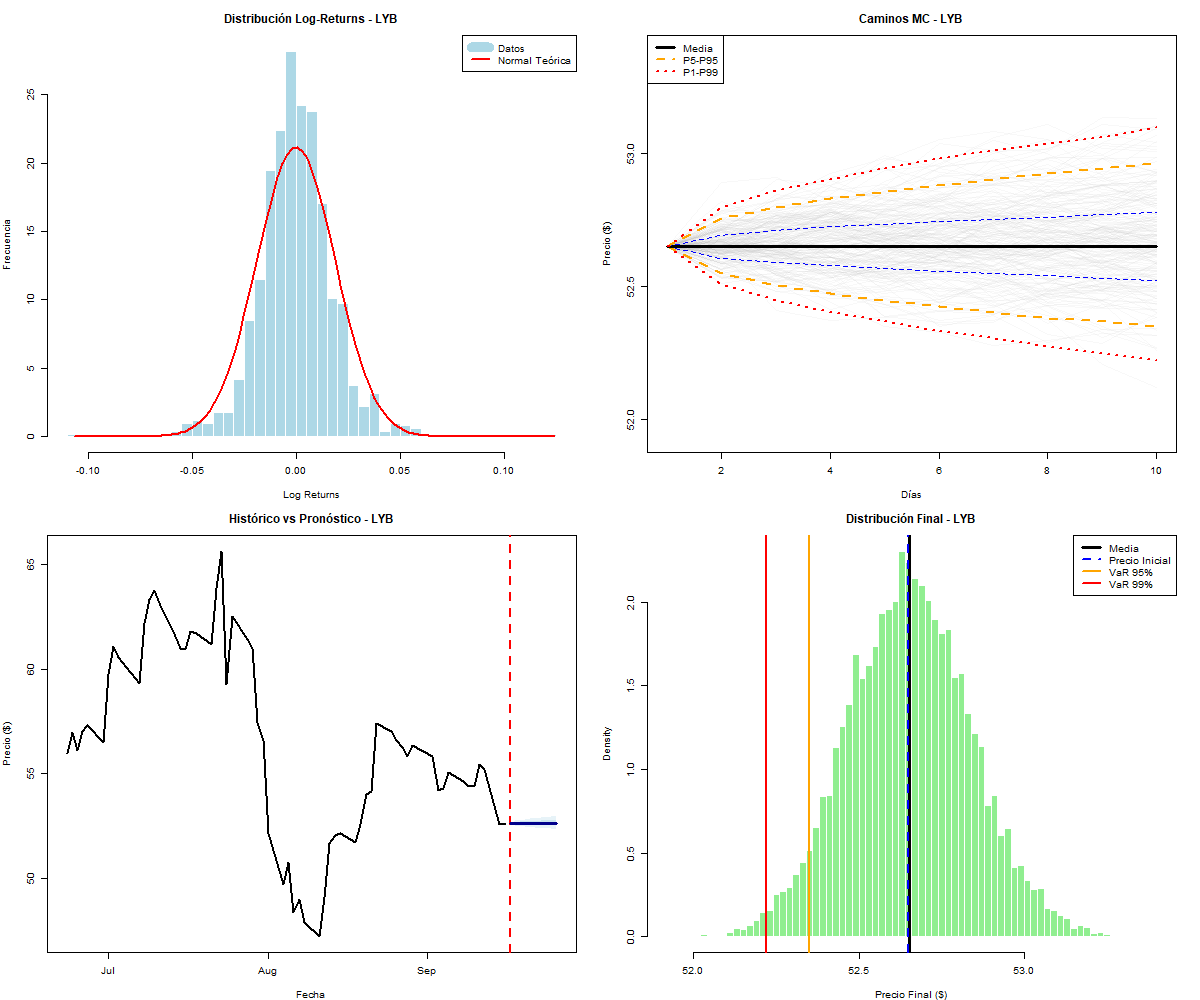 Distribución Log-Returns - LYB
Datos
Normal Teórica
Frecuencia
25
20
15
10
5
0
-0.10
-0.05
0.00
0.05
0.10
Log Returns
Caminos MC - LYB
Media
P5-P95
P1-P99
Precio ($)
53.0
52.5
52.0
2
4
6
8
10
Días
Histórico vs Pronóstico - LYB
Precio ($)
65
60
55
50
Jul
Aug
Sep
Fecha
Distribución Final - LYB
Media
Precio Inicial
VaR 95%
VaR 99%
Density
2.0
1.5
1.0
0.5
0.0
52.0
52.5
53.0
Precio Final ($)